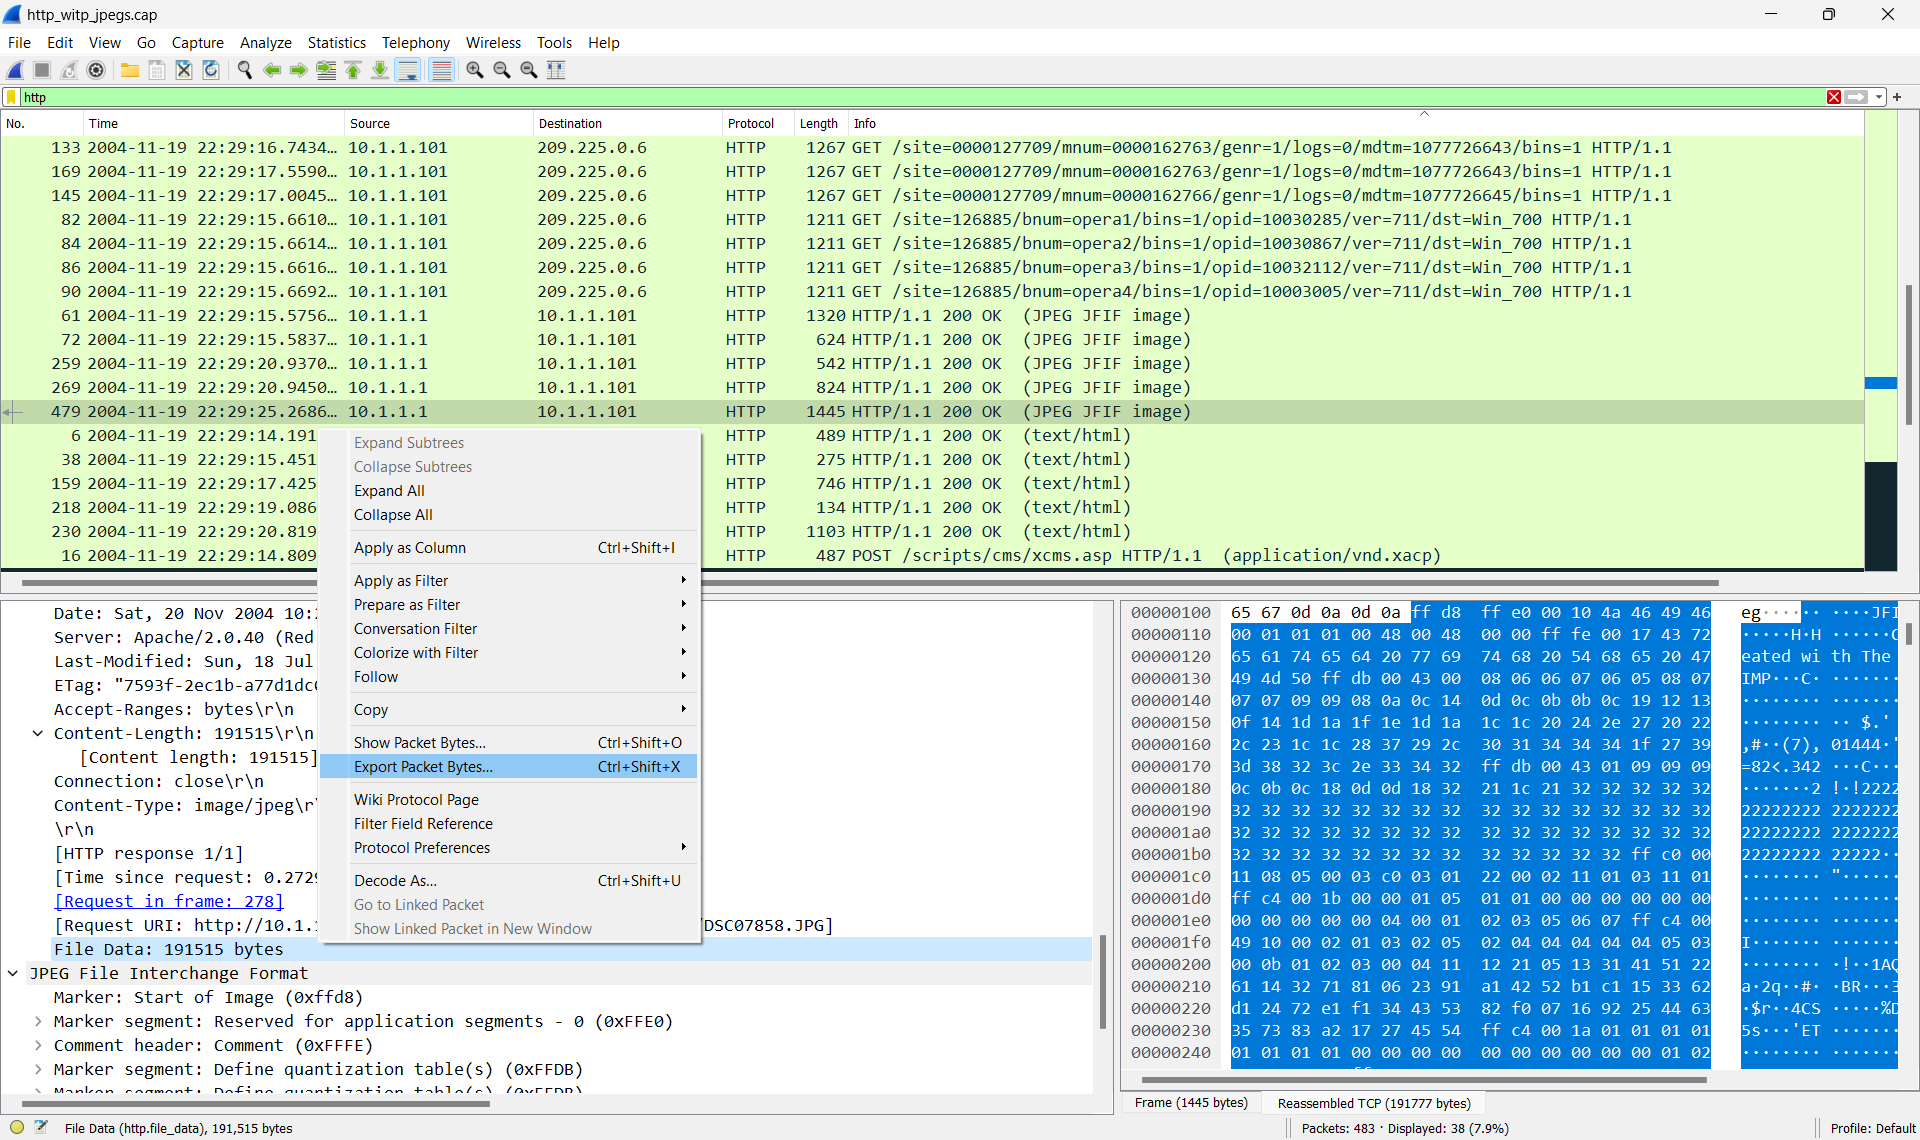 http_witp_jpegs.cap
File Edit View Go Capture Analyze Statistics Telephony Wireless Tools Help
http
No. Time Source Destination Protocol Length Info
133 2004-11-19 22:29:16.7434… 10.1.1.101 209.225.0.6 HTTP 1267 GET /site=0000127709/mnum=0000162763/genr=1/logs=0/mdtm=1077726643/bins=1 HTTP/1.1
169 2004-11-19 22:29:17.5590… 10.1.1.101 209.225.0.6 HTTP 1267 GET /site=0000127709/mnum=0000162763/genr=1/logs=0/mdtm=1077726643/bins=1 HTTP/1.1
145 2004-11-19 22:29:17.0045… 10.1.1.101 209.225.0.6 HTTP 1267 GET /site=0000127709/mnum=0000162766/genr=1/logs=0/mdtm=1077726645/bins=1 HTTP/1.1
82 2004-11-19 22:29:15.6610… 10.1.1.101 209.225.0.6 HTTP 1211 GET /site=126885/bnum=opera1/bins=1/opid=10030285/ver=711/dst=Win_700 HTTP/1.1
84 2004-11-19 22:29:15.6614… 10.1.1.101 209.225.0.6 HTTP 1211 GET /site=126885/bnum=opera2/bins=1/opid=10030867/ver=711/dst=Win_700 HTTP/1.1
86 2004-11-19 22:29:15.6616… 10.1.1.101 209.225.0.6 HTTP 1211 GET /site=126885/bnum=opera3/bins=1/opid=10032112/ver=711/dst=Win_700 HTTP/1.1
90 2004-11-19 22:29:15.6692… 10.1.1.101 209.225.0.6 HTTP 1211 GET /site=126885/bnum=opera4/bins=1/opid=10003005/ver=711/dst=Win_700 HTTP/1.1
61 2004-11-19 22:29:15.5756… 10.1.1.1 10.1.1.101 HTTP 1320 HTTP/1.1 200 OK (JPEG JFIF image)
72 2004-11-19 22:29:15.5837… 10.1.1.1 10.1.1.101 HTTP 624 HTTP/1.1 200 OK (JPEG JFIF image)
259 2004-11-19 22:29:20.9370… 10.1.1.1 10.1.1.101 HTTP 542 HTTP/1.1 200 OK (JPEG JFIF image)
269 2004-11-19 22:29:20.9450… 10.1.1.1 10.1.1.101 HTTP 824 HTTP/1.1 200 OK (JPEG JFIF image)
479 2004-11-19 22:29:25.2686… 10.1.1.1 10.1.1.101 HTTP 1445 HTTP/1.1 200 OK (JPEG JFIF image)
6 2004-11-19 22:29:14.191 HTTP 489 HTTP/1.1 200 OK (text/html)
38 2004-11-19 22:29:15.451 HTTP 275 HTTP/1.1 200 OK (text/html)
159 2004-11-19 22:29:17.425 HTTP 746 HTTP/1.1 200 OK (text/html)
218 2004-11-19 22:29:19.086 HTTP 134 HTTP/1.1 200 OK (text/html)
230 2004-11-19 22:29:20.819 HTTP 1103 HTTP/1.1 200 OK (text/html)
16 2004-11-19 22:29:14.809 HTTP 487 POST /scripts/cms/xcms.asp HTTP/1.1 (application/vnd.xacp)
Expand Subtrees
Collapse Subtrees
Expand All
Collapse All
Apply as Column Ctrl+Shift+I
Apply as Filter
Prepare as Filter
Conversation Filter
Colorize with Filter
Follow
Copy
Show Packet Bytes... Ctrl+Shift+O
Export Packet Bytes... Ctrl+Shift+X
Wiki Protocol Page
Filter Field Reference
Protocol Preferences
Decode As... Ctrl+Shift+U
Go to Linked Packet
Show Linked Packet in New Window
Date: Sat, 20 Nov 2004 10:
Server: Apache/2.0.40 (Red
Last-Modified: Sun, 18 Jul
ETag: "7593f-2ec1b-a77d1dc
Accept-Ranges: bytes\r\n
Content-Length: 191515\r\n
[Content length: 191515]
Connection: close\r\n
Content-Type: image/jpeg\r\
\r\n
[HTTP response 1/1]
[Time since request: 0.272
[Request in frame: 278]
[Request URI: http://10.1. DSC07858.JPG]
File Data: 191515 bytes
JPEG File Interchange Format
Marker: Start of Image (0xffd8)
Marker segment: Reserved for application segments - 0 (0xFFE0)
Comment header: Comment (0xFFFE)
Marker segment: Define quantization table(s) (0xFFDB)
Marker segment: Define quantization table(s) (0xFFDB)
00000100 65 67 0d 0a 0d 0a ff d8 ff e0 00 10 4a 46 49 46 eg······ ····JFI
00000110 00 01 01 01 00 48 00 48 00 00 ff fe 00 17 43 72 ·····H·H ······C
00000120 65 61 74 65 64 20 77 69 74 68 20 54 68 65 20 47 eated wi th The
00000130 49 4d 50 ff db 00 43 00 08 06 06 07 06 05 08 07 IMP···C· ·······
00000140 07 07 09 09 08 0a 0c 14 0d 0c 0b 0b 0c 19 12 13 ········ ·······
00000150 0f 14 1d 1a 1f 1e 1d 1a 1c 1c 20 24 2e 27 20 22 ········ ·· $.'
00000160 2c 23 1c 1c 28 37 29 2c 30 31 34 34 34 1f 27 39 ,#··(7), 01444·'
00000170 3d 38 32 3c 2e 33 34 32 ff db 00 43 01 09 09 09 =82<.342 ···C···
00000180 0c 0b 0c 18 0d 0d 18 32 21 1c 21 32 32 32 32 32 ·······2 !·!2222
00000190 32 32 32 32 32 32 32 32 32 32 32 32 32 32 32 32 22222222 2222222
000001a0 32 32 32 32 32 32 32 32 32 32 32 32 32 32 32 32 22222222 2222222
000001b0 32 32 32 32 32 32 32 32 32 32 32 32 32 ff c0 00 22222222 22222··
000001c0 11 08 05 00 03 c0 03 01 22 00 02 11 01 03 11 01 ········ "······
000001d0 ff c4 00 1b 00 00 01 05 01 01 00 00 00 00 00 00 ········ ·······
000001e0 00 00 00 00 00 04 00 01 02 03 05 06 07 ff c4 00 ········ ·······
000001f0 49 10 00 02 01 03 02 05 02 04 04 04 04 04 05 03 I······· ·······
00000200 00 0b 01 02 03 00 04 11 12 21 05 13 31 41 51 22 ········ ·!··1AQ
00000210 61 14 32 71 81 06 23 91 a1 42 52 b1 c1 15 33 62 a·2q··#· ·BR···3
00000220 d1 24 72 e1 f1 34 43 53 82 f0 07 16 92 25 44 63 ·$r··4CS ·····%D
00000230 35 73 83 a2 17 27 45 54 ff c4 00 1a 01 01 01 01 5s···'ET ·······
00000240 01 01 01 01 00 00 00 00 00 00 00 00 00 00 01 02 ········ ·······
Frame (1445 bytes) Reassembled TCP (191777 bytes)
File Data (http.file_data), 191,515 bytes Packets: 483 · Displayed: 38 (7.9%) Profile: Default